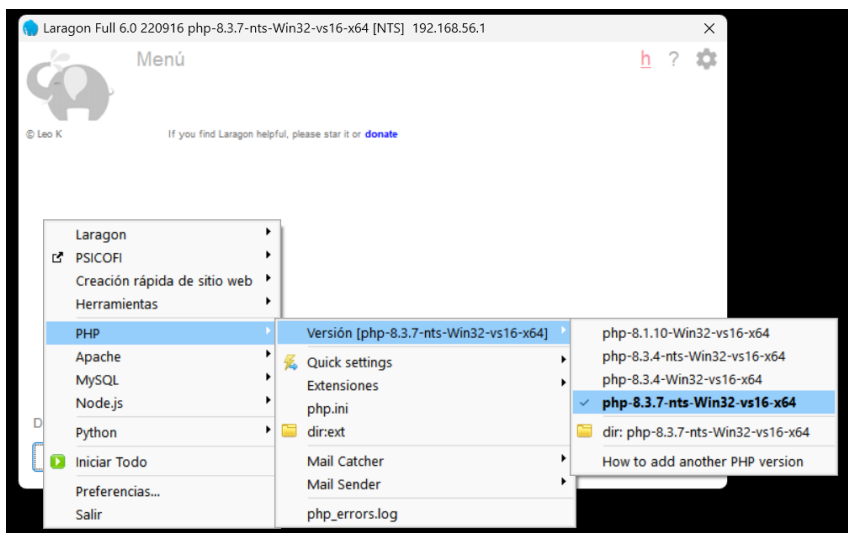 Laragon Full 6.0 220916 php-8.3.7-nts-Win32-vs16-x64 [NTS] 192.168.56.1
Menú
h ?
© Leo K
If you find Laragon helpful, please star it or donate
Laragon
PSICOFI
Creación rápida de sitio web
Herramientas
PHP
Apache
MySQL
Node.js
Python
Iniciar Todo
Preferencias...
Salir
Versión [php-8.3.7-nts-Win32-vs16-x64]
Quick settings
Extensiones
php.ini
dir:ext
Mail Catcher
Mail Sender
php_errors.log
php-8.1.10-Win32-vs16-x64
php-8.3.4-nts-Win32-vs16-x64
php-8.3.4-Win32-vs16-x64
php-8.3.7-nts-Win32-vs16-x64
dir: php-8.3.7-nts-Win32-vs16-x64
How to add another PHP version
D